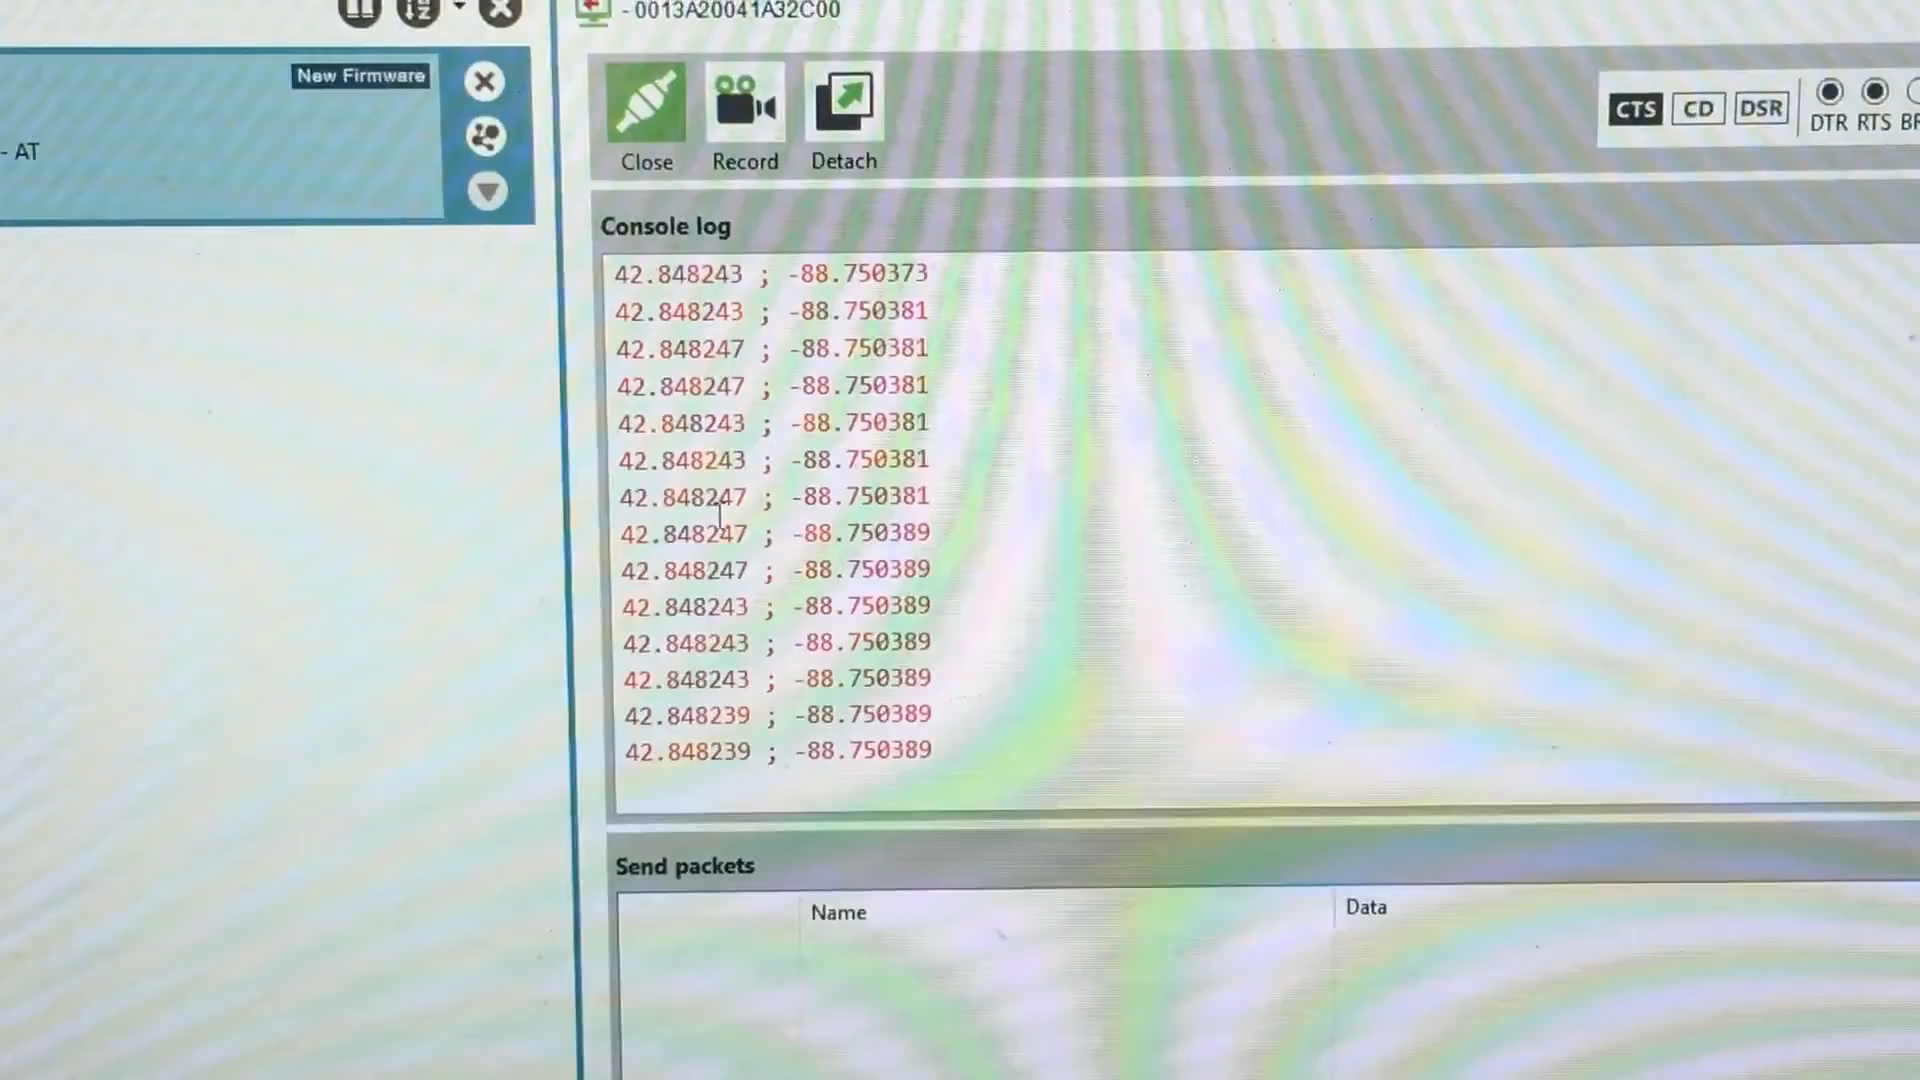 - 0013A20041A32C00
New Firmware
- AT
Close
Record
Detach
CTS
CD
DSR
DTR
RTS
Console log
42.848243 ; -88.750373
42.848243 ; -88.750381
42.848247 ; -88.750381
42.848247 ; -88.750381
42.848243 ; -88.750381
42.848243 ; -88.750381
42.848247 ; -88.750381
42.848247 ; -88.750389
42.848247 ; -88.750389
42.848243 ; -88.750389
42.848243 ; -88.750389
42.848243 ; -88.750389
42.848239 ; -88.750389
42.848239 ; -88.750389
Send packets
Name
Data